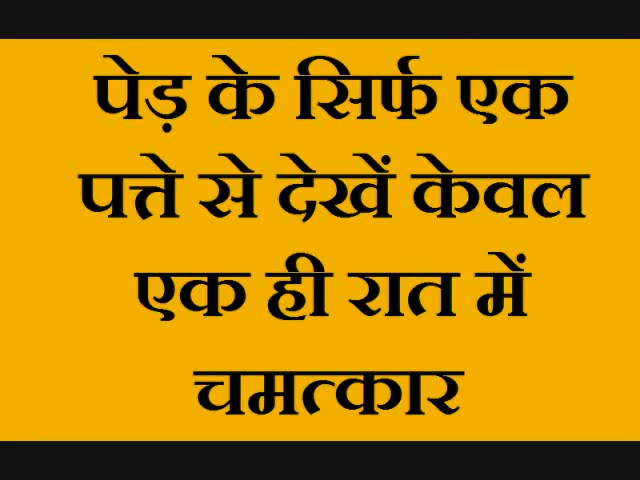 पेड़ के सिर्फ एक
पत्ते से देखें केवल
एक ही रात में
चमत्कार